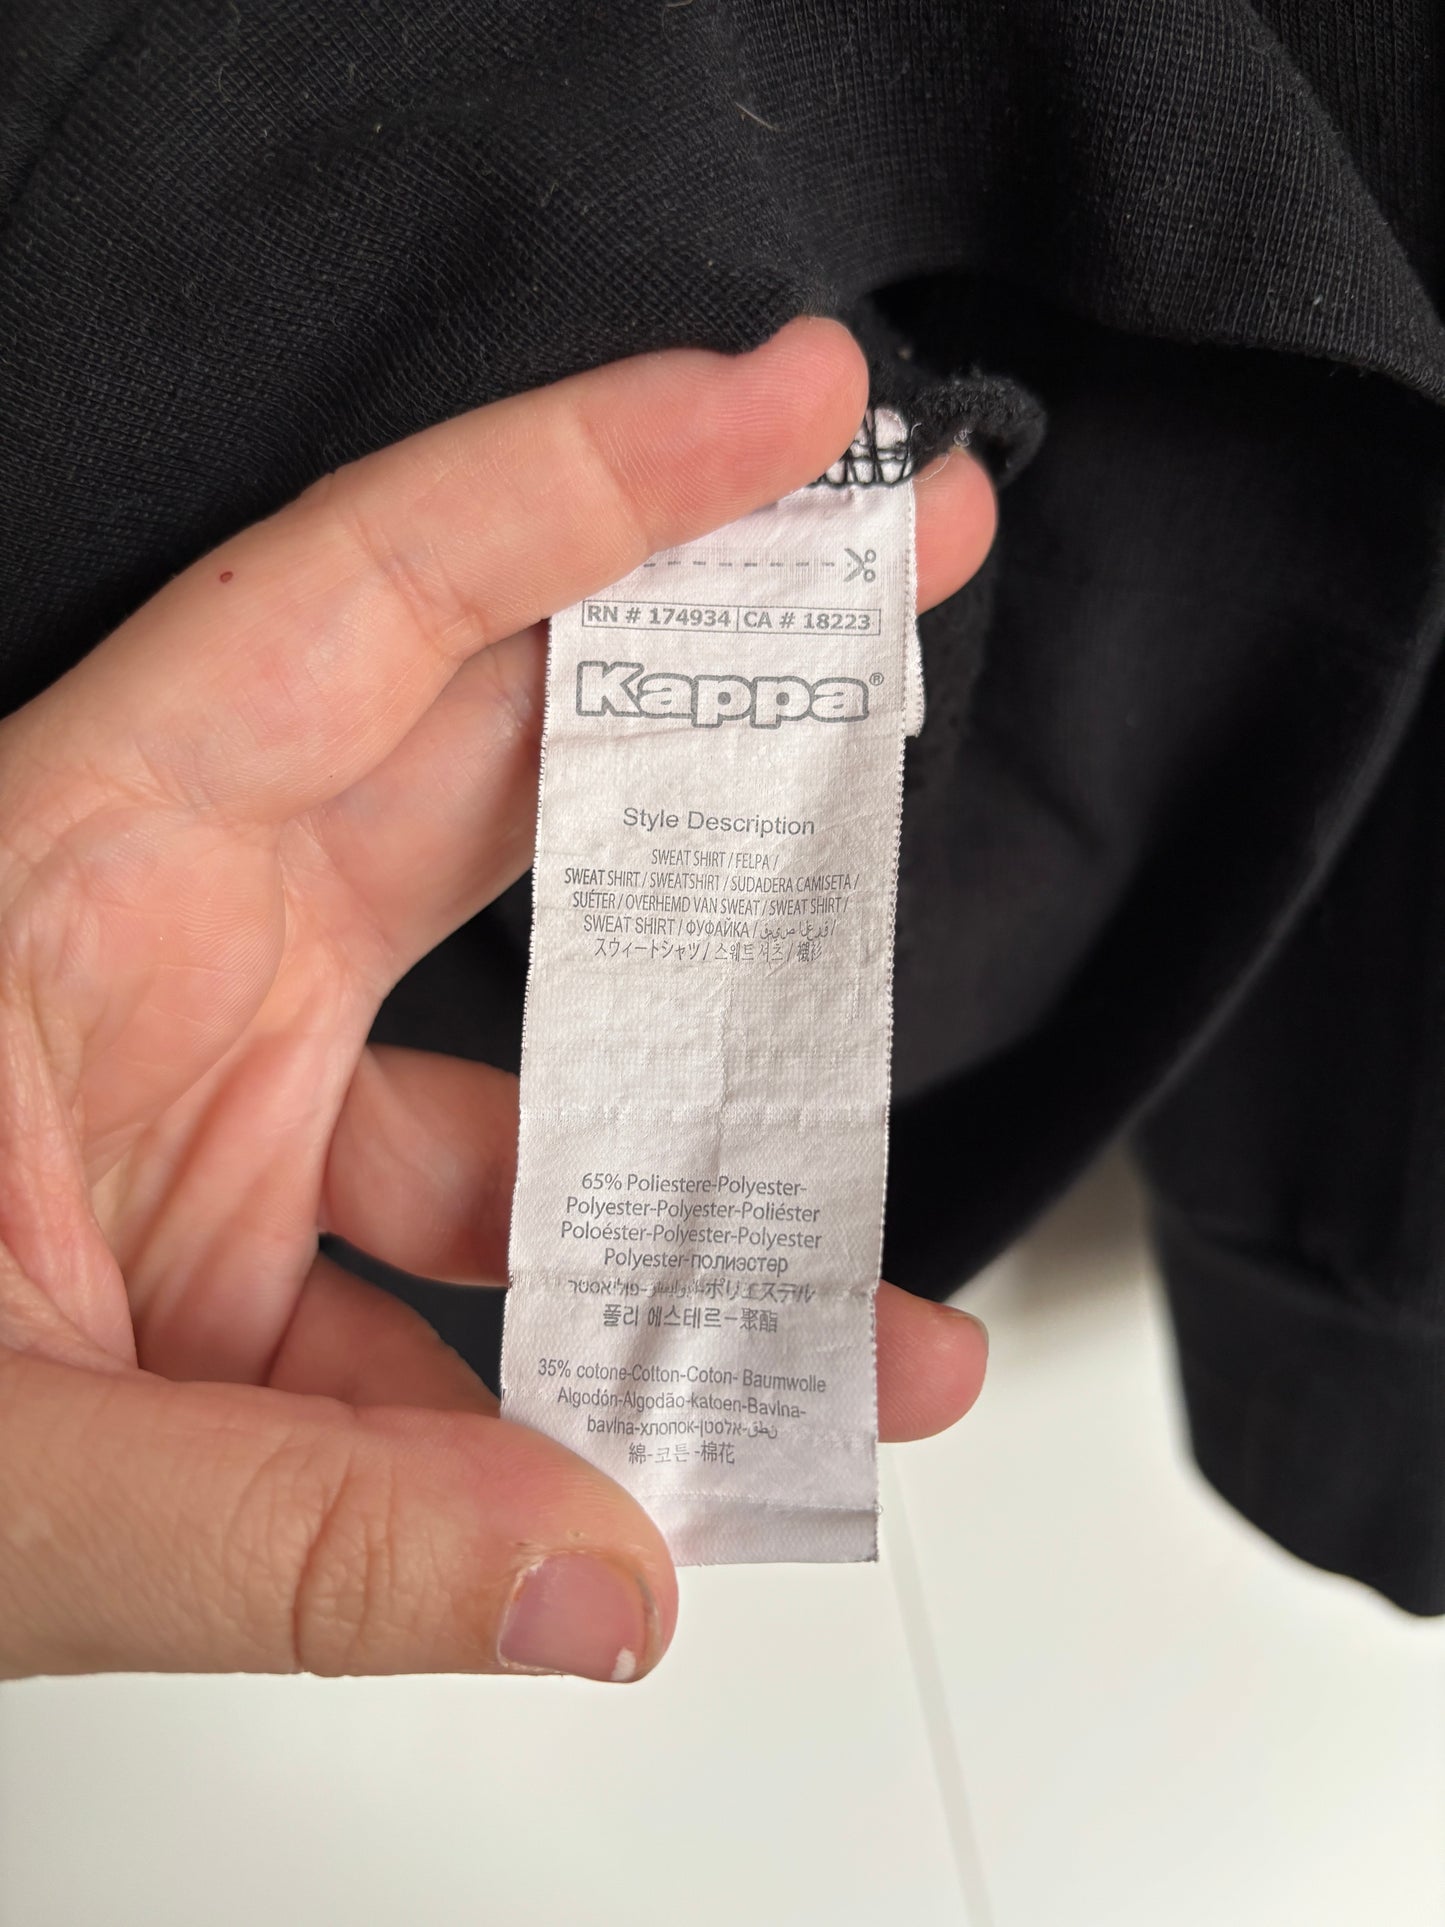 RN # 174934 CA # 18223
Kappa®
Style Description
SWEAT SHIRT / FELPA /
SWEAT SHIRT / SWEATSHIRT / SUDADERA CAMISETA /
SUÉTER / OVERHEMD VAN SWEAT / SWEAT SHIRT /
SWEAT SHIRT / ФУФАЙКА /
スウィートシャツ / 스웨트 셔츠 / 襯衫
65% Poliestere-Polyester-
Polyester-Polyester-Poliéster
Poloéster-Polyester-Polyester
Polyester-полиэстер
ポリエステル
폴리 에스테르-聚酯
35% cotone-Cotton-Coton- Baumwolle
Algodón-Algodão-katoen-Bavlna-
bavlna-хлопок-
綿-코튼 -棉花